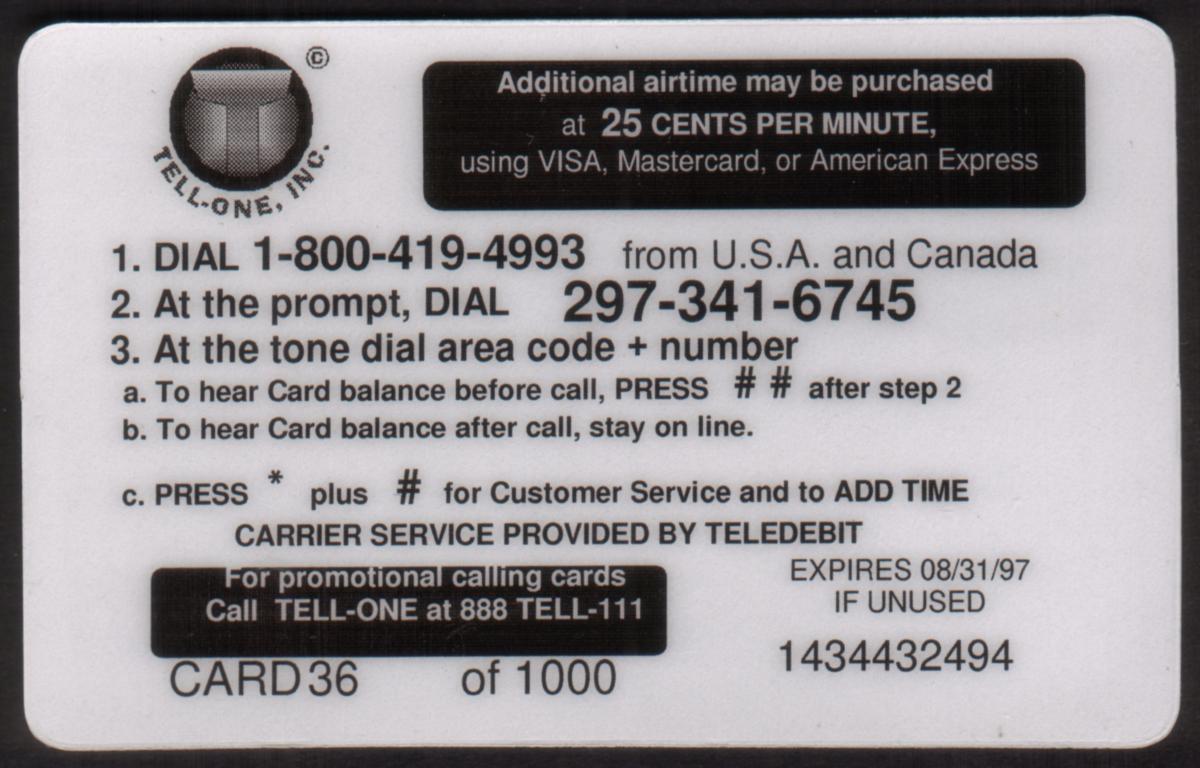 ©
TELL-ONE, INC.
Additional airtime may be purchased
at 25 CENTS PER MINUTE,
using VISA, Mastercard, or American Express
1. DIAL 1-800-419-4993 from U.S.A. and Canada
2. At the prompt, DIAL 297-341-6745
3. At the tone dial area code + number
a. To hear Card balance before call, PRESS # # after step 2
b. To hear Card balance after call, stay on line.
c. PRESS * plus # for Customer Service and to ADD TIME
CARRIER SERVICE PROVIDED BY TELEDEBIT
For promotional calling cards
Call TELL-ONE at 888 TELL-111
EXPIRES 08/31/97
IF UNUSED
1434432494
CARD 36 of 1000